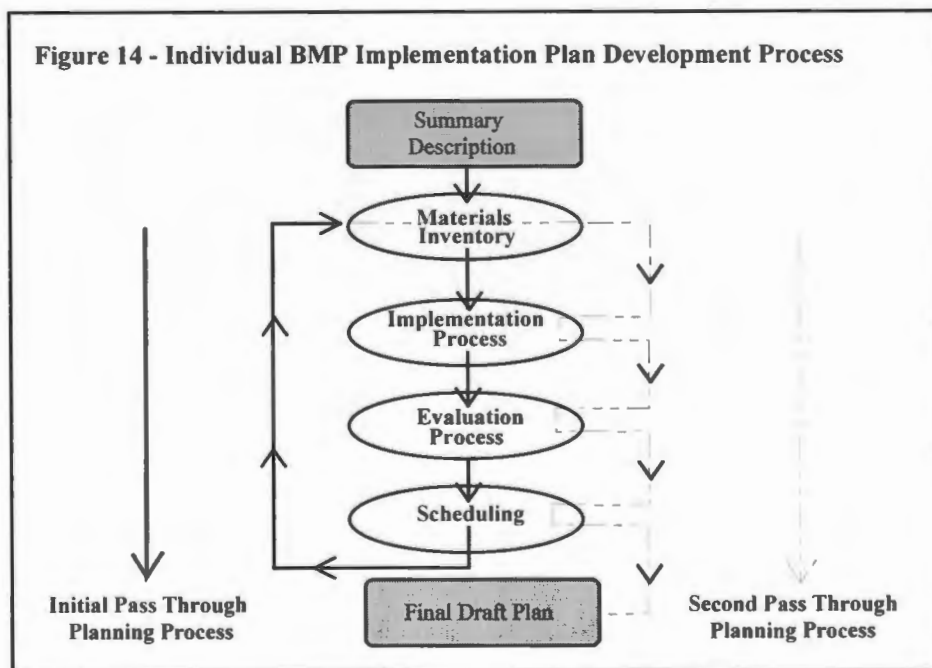 Figure 14 - Individual BMP Implementation Plan Development Process
Summary
Description
Materials
Inventory
Implementation
Process
Evaluation
Process
Scheduling
Final Draft Plan
Initial Pass Through
Planning Process
Second Pass Through
Planning Process